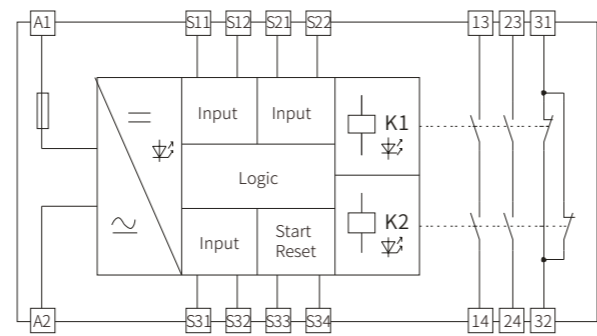 A1 S11 S12 S21 S22 13 23 31
Input Input K1
Logic
Input Start Reset K2
A2 S31 S32 S33 S34 14 24 32